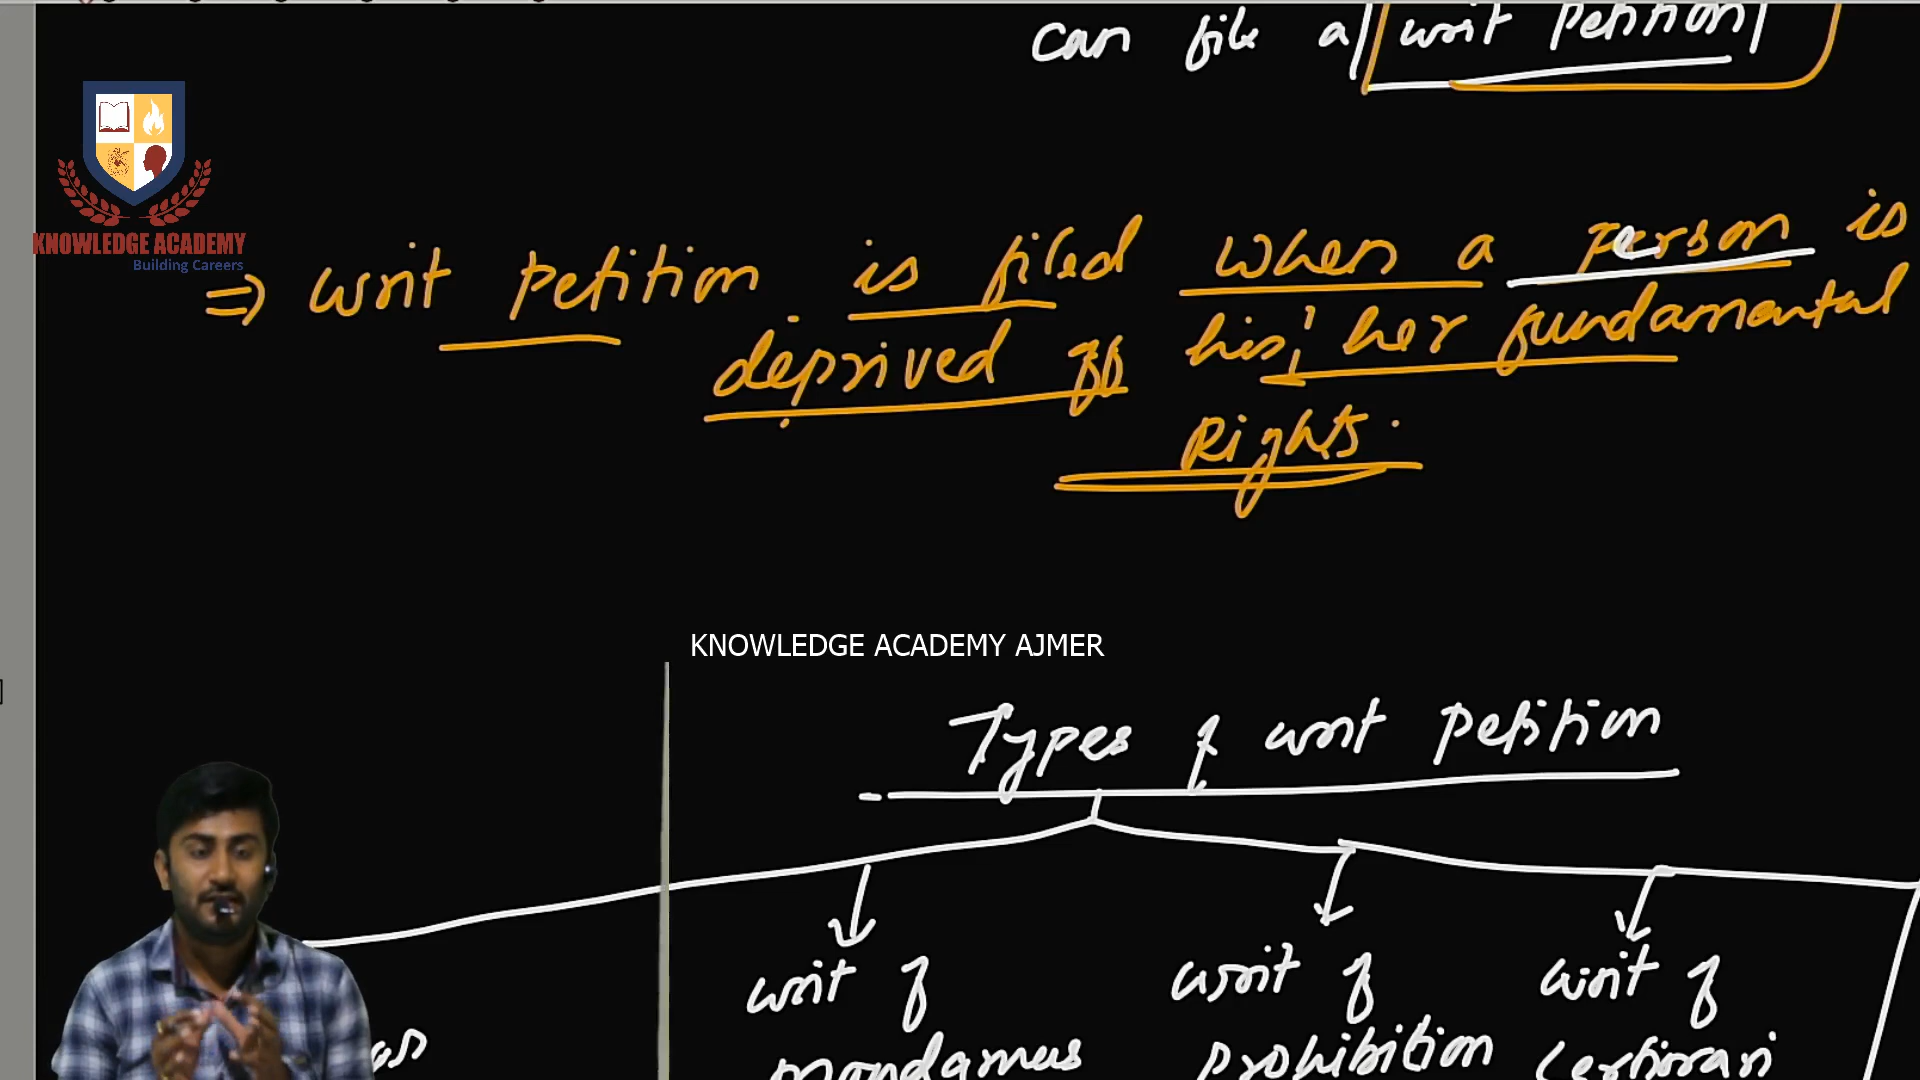 can file a writ petition
KNOWLEDGE ACADEMY
Building Careers
⇒ writ petition is filed when a person is
deprived of his/her fundamental
Rights.
KNOWLEDGE ACADEMY AJMER
Types of writ petition
writ of writ of writ of
mandamus prohibition certiorari